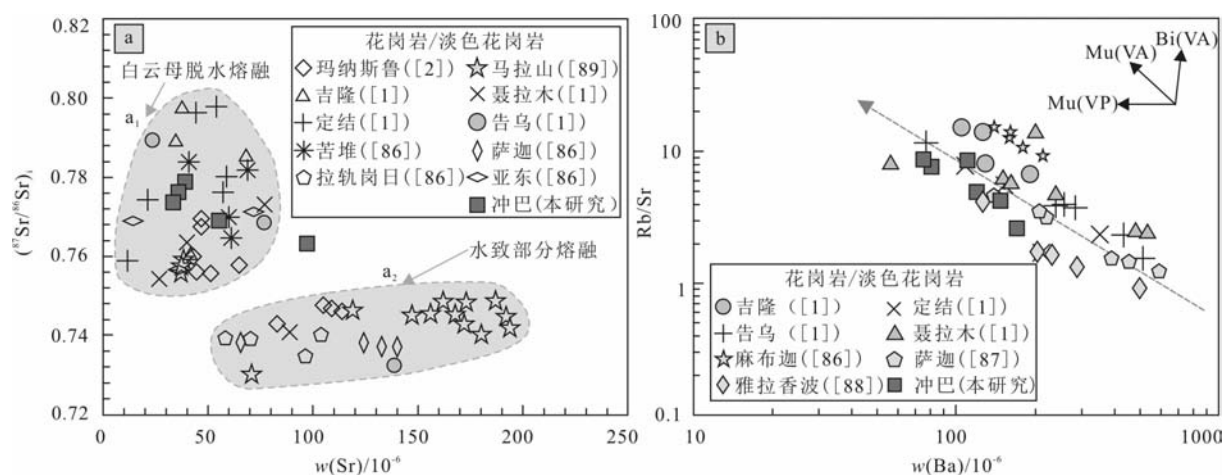 a
花岗岩/淡色花岗岩
玛纳斯鲁([2])
马拉山([89])
吉隆([1])
聂拉木([1])
定结([1])
告乌([1])
苦堆([86])
萨迦([86])
拉轨岗日([86])
亚东([86])
冲巴(本研究)
白云母脱水熔融
a₁
水致部分熔融
a₂
(⁸⁷Sr/⁸⁶Sr)ᵢ
0.82
0.80
0.78
0.76
0.74
0.72
0
50
100
150
200
250
w(Sr)/10⁻⁶
b
Mu(VA)
Bi(VA)
Mu(VP)
花岗岩/淡色花岗岩
吉隆 ([1])
定结([1])
告乌 ([1])
聂拉木([1])
麻布迦([86])
萨迦([87])
雅拉香波([88])
冲巴(本研究)
Rb/Sr
100
10
1
0.1
10
100
1000
w(Ba)/10⁻⁶